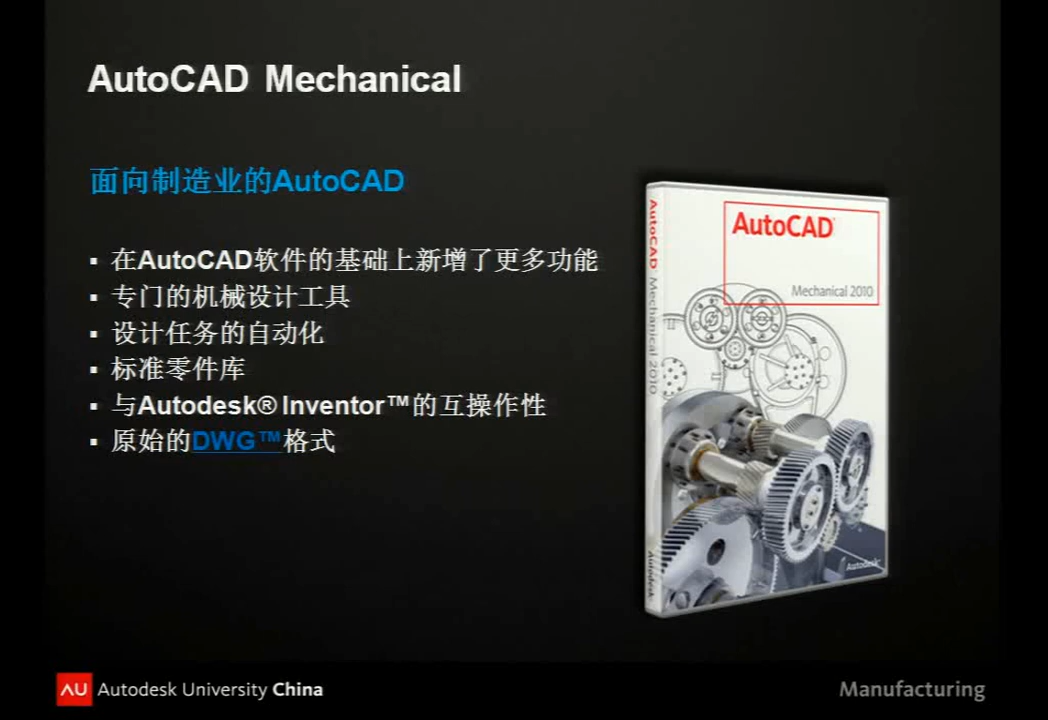 AutoCAD Mechanical
面向制造业的AutoCAD
▪ 在AutoCAD软件的基础上新增了更多功能
▪ 专门的机械设计工具
▪ 设计任务的自动化
▪ 标准零件库
▪ 与Autodesk® Inventor™的互操作性
▪ 原始的DWG™格式
AutoCAD Mechanical 2010
Autodesk
AutoCAD
Mechanical 2010
Autodesk
AU Autodesk University China
Manufacturing